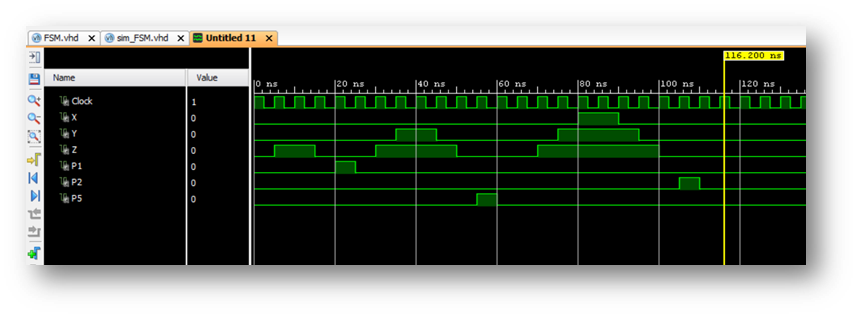 FSM.vhd sim_FSM.vhd Untitled 11
116.200 ns
Name Value
0 ns 20 ns 40 ns 60 ns 80 ns 100 ns 120 ns
Clock 1
X 0
Y 0
Z 0
P1 0
P2 0
P5 0